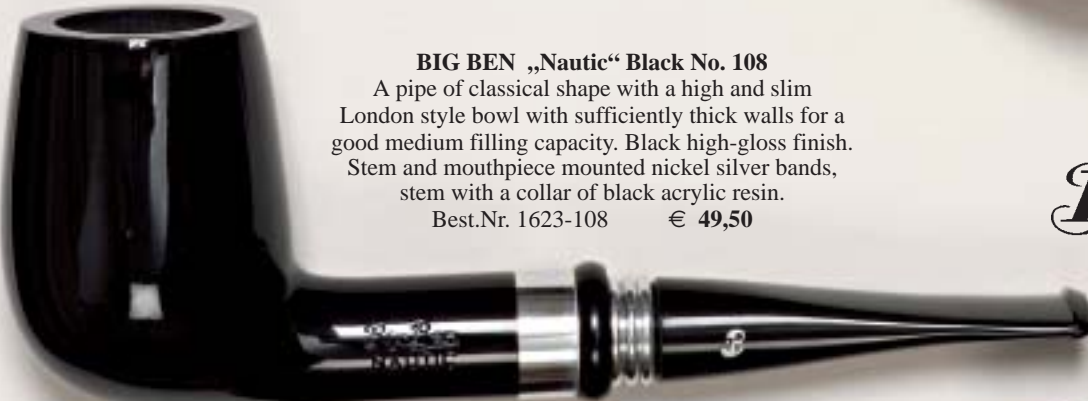 BIG BEN „Nautic“ Black No. 108
A pipe of classical shape with a high and slim
London style bowl with sufficiently thick walls for a
good medium filling capacity. Black high-gloss finish.
Stem and mouthpiece mounted nickel silver bands,
stem with a collar of black acrylic resin.
Best.Nr. 1623-108 € 49,50
NAUTIC
B